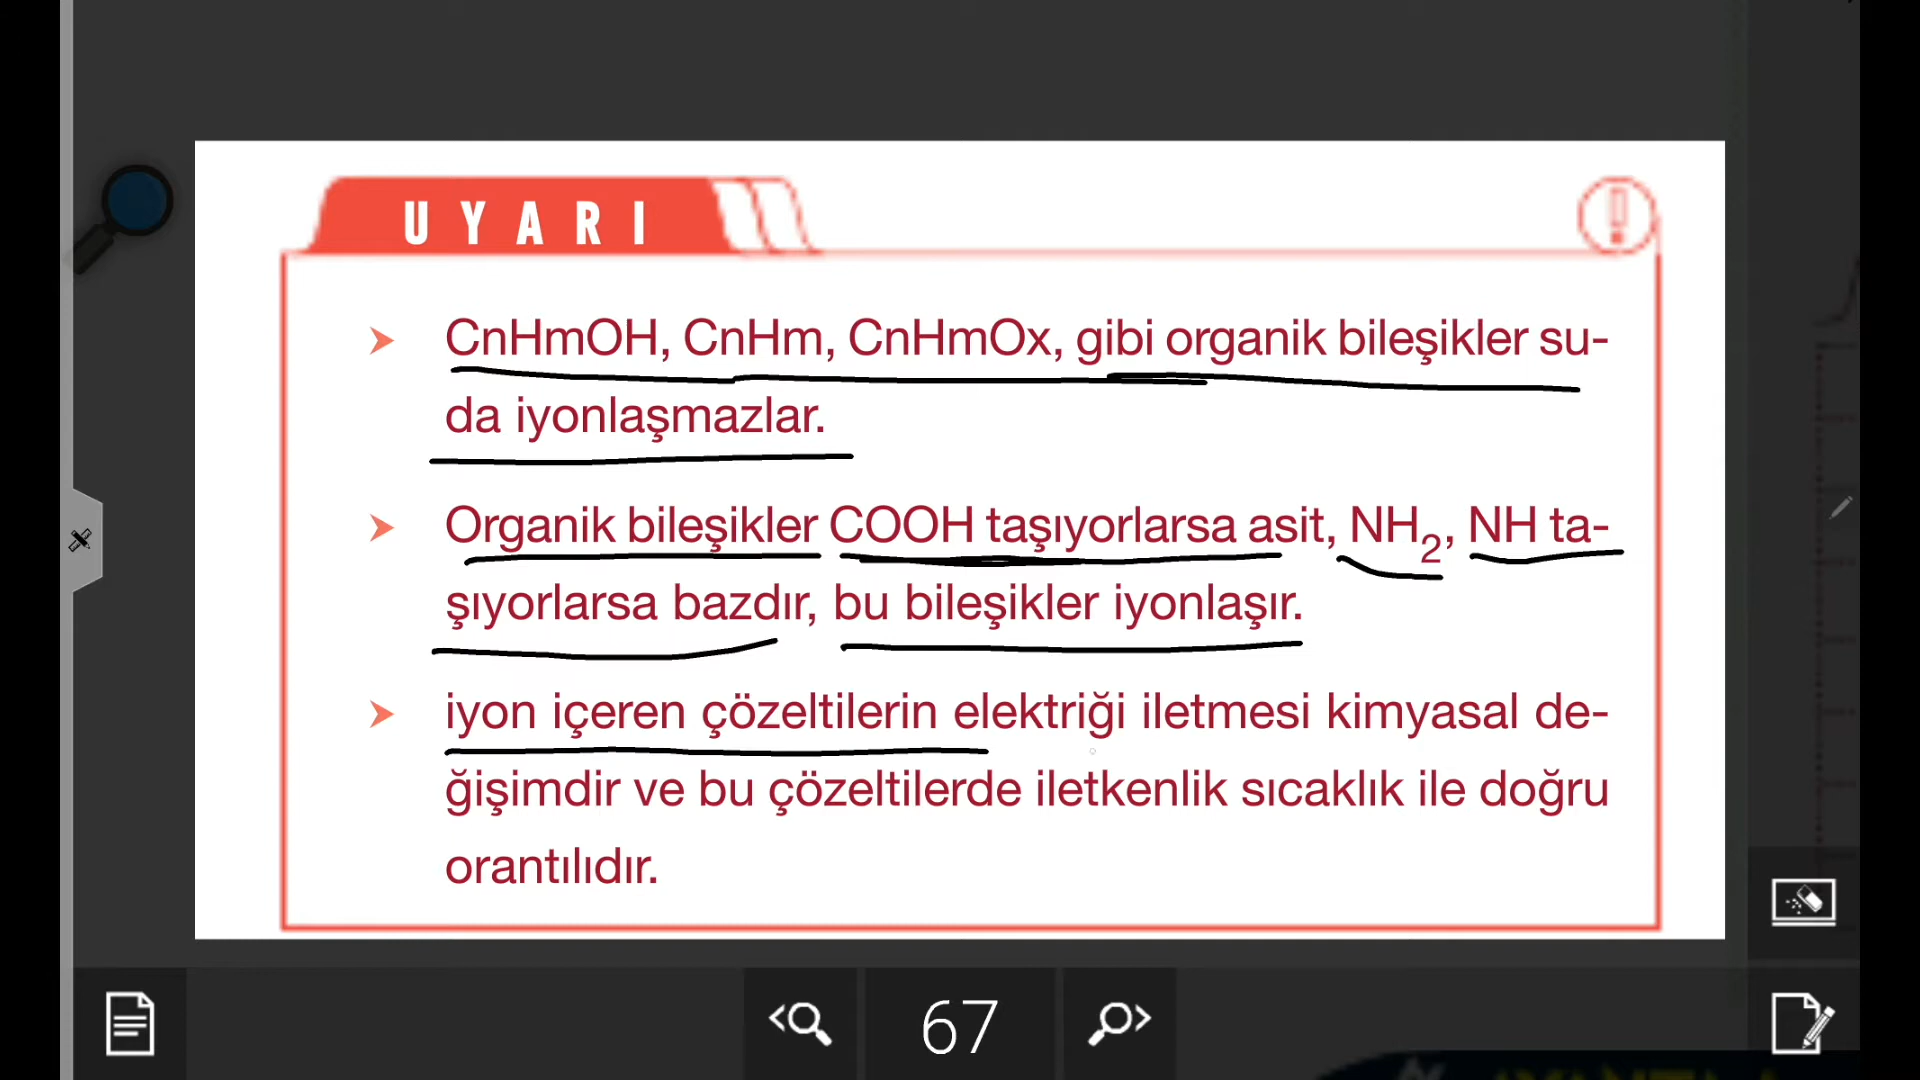 UYARI
CnHmOH, CnHm, CnHmOx, gibi organik bileşikler su-
da iyonlaşmazlar.
Organik bileşikler COOH taşıyorlarsa asit, NH₂, NH ta-
şıyorlarsa bazdır, bu bileşikler iyonlaşır.
iyon içeren çözeltilerin elektriği iletmesi kimyasal de-
ğişimdir ve bu çözeltilerde iletkenlik sıcaklık ile doğru
orantılıdır.
67